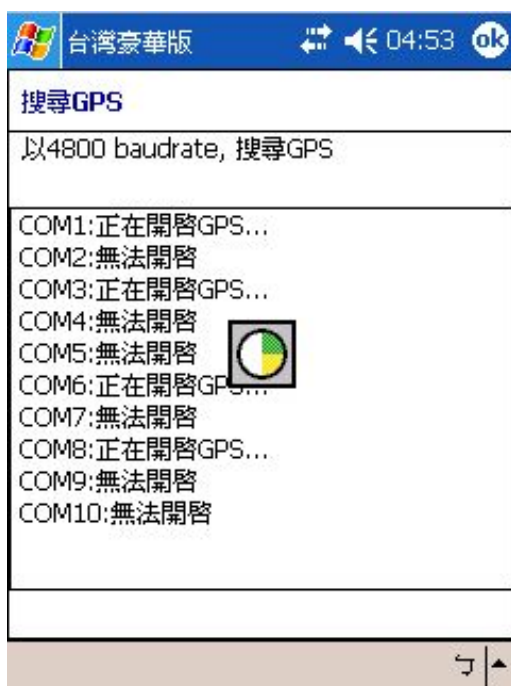 台灣豪華版 04:53 ok
搜尋GPS
以4800 baudrate, 搜尋GPS
COM1:正在開啓GPS...
COM2:無法開啓
COM3:正在開啓GPS...
COM4:無法開啓
COM5:無法開啓
COM6:正在開啓GPS...
COM7:無法開啓
COM8:正在開啓GPS...
COM9:無法開啓
COM10:無法開啓
ㄅ